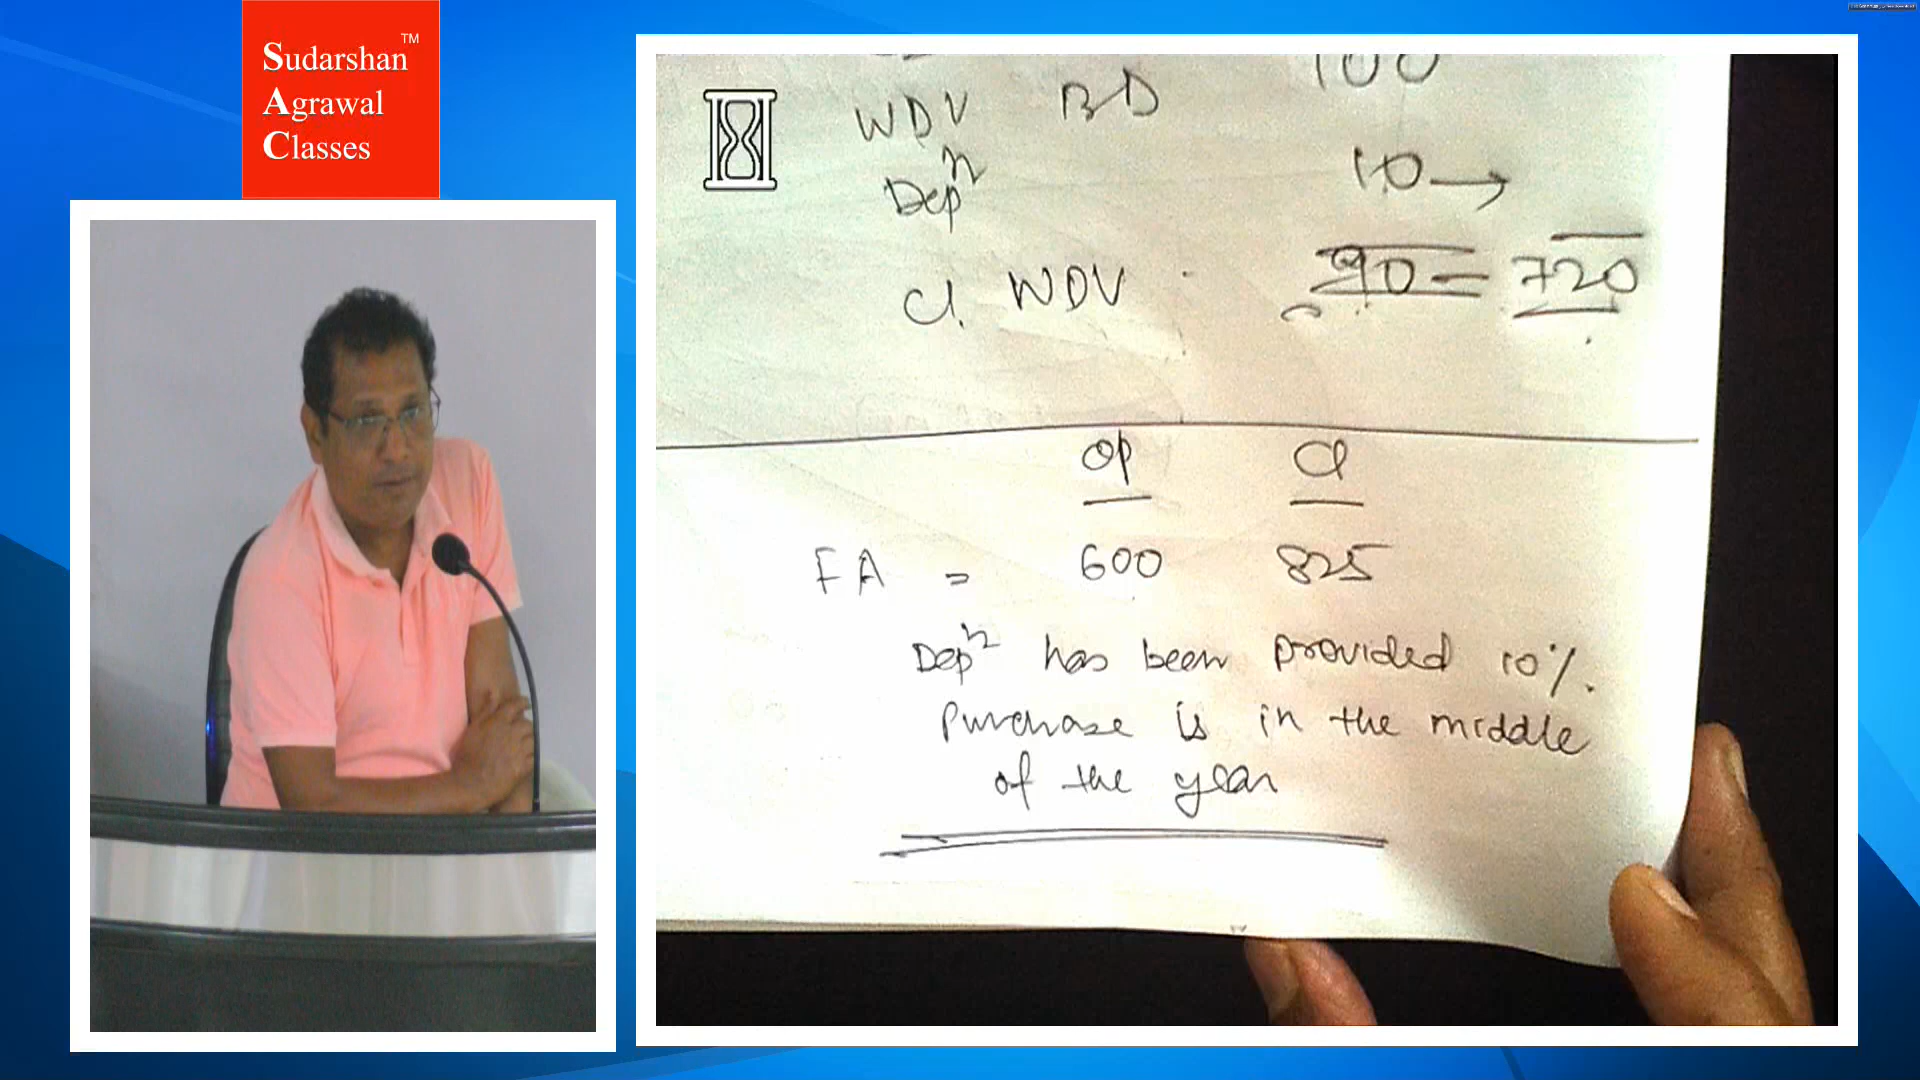 Sudarshan™
Agrawal
Classes
100
WDV BD
Depⁿ 10 →
Cl. WDV 90 = 720
Op Cl
FA = 600 825
Depⁿ has been provided 10%.
Purchase is in the middle
of the year